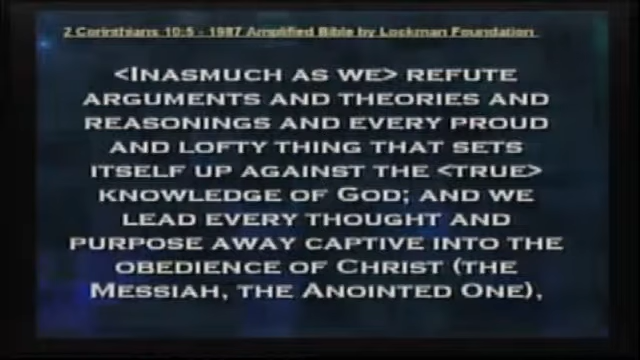 2 Corinthians 10:5 - 1987 Amplified Bible by Lockman Foundation
<Inasmuch as we> refute
arguments and theories and
reasonings and every proud
and lofty thing that sets
itself up against the <true>
knowledge of God; and we
lead every thought and
purpose away captive into the
obedience of Christ (the
Messiah, the Anointed One),